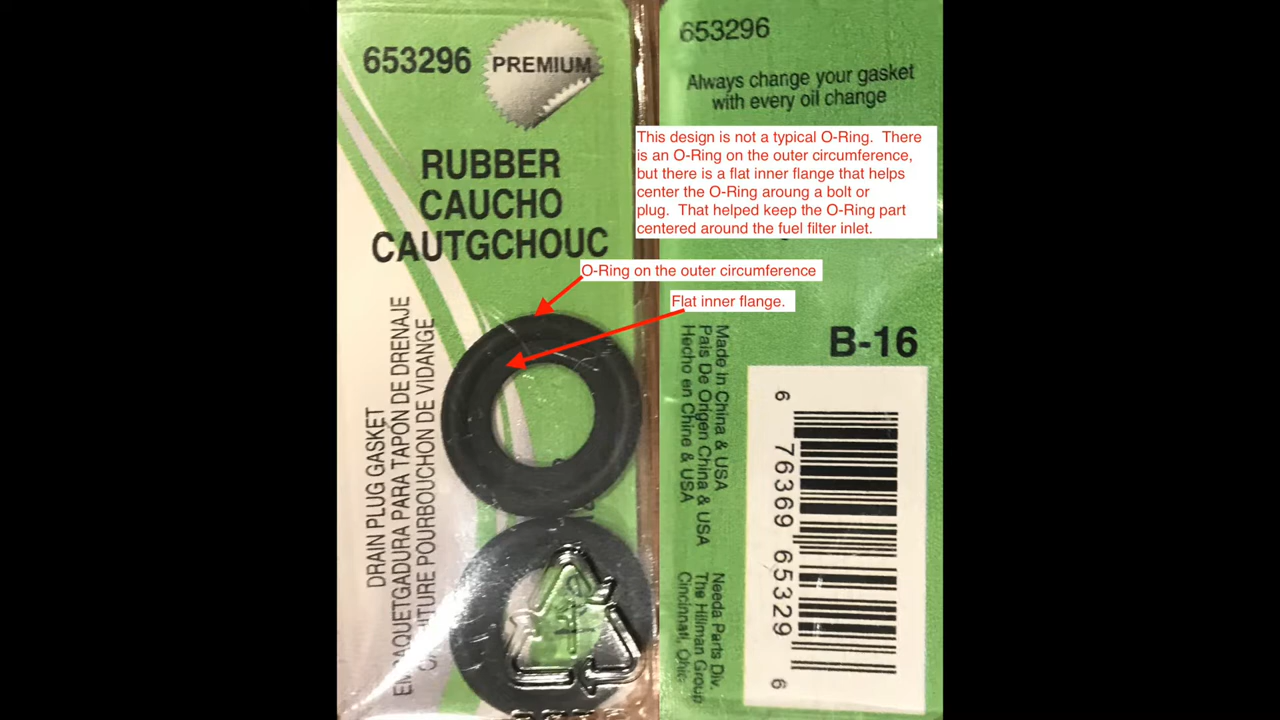 653296
PREMIUM
RUBBER
CAUCHO
CAUTGCHOUC
DRAIN PLUG GASKET
EMPAQUETGADURA PARA TAPON DE DRENAJE
POURBOUCHON DE VIDANGE
653296
Always change your gasket
with every oil change
This design is not a typical O-Ring.  There
is an O-Ring on the outer circumference,
but there is a flat inner flange that helps
center the O-Ring aroung a bolt or
plug.  That helped keep the O-Ring part
centered around the fuel filter inlet.
O-Ring on the outer circumference
Flat inner flange.
B-16
Made in China & USA
Pais De Origen China & USA
Hecho en Chine & USA
Needa Parts Div.
The Hillman Group
Cincinnati, Ohio
6 76369 65329 6